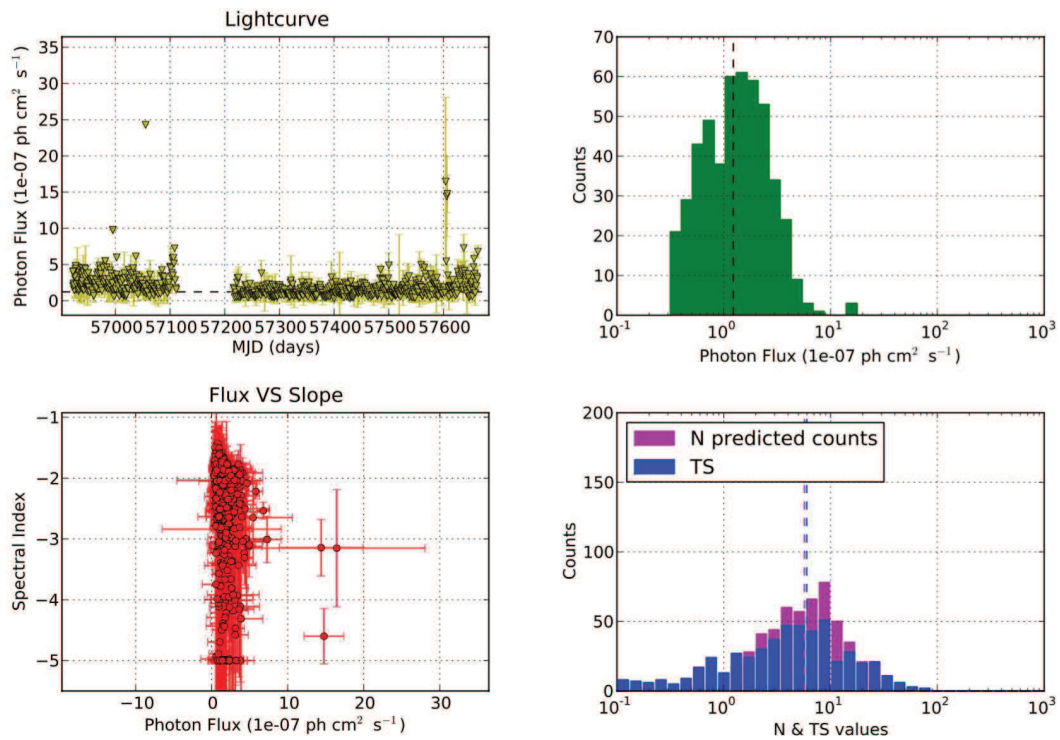 Lightcurve
Photon Flux (1e-07 ph cm² s⁻¹)
35
30
25
20
15
10
5
0
57000 57100 57200 57300 57400 57500 57600
MJD (days)
70
60
50
40
30
20
10
0
Counts
10⁻¹ 10⁰ 10¹ 10² 10³
Photon Flux (1e-07 ph cm² s⁻¹)
Flux VS Slope
Spectral Index
−1
−2
−3
−4
−5
−10 0 10 20 30
Photon Flux (1e-07 ph cm² s⁻¹)
200
150
100
50
0
Counts
N predicted counts
TS
10⁻¹ 10⁰ 10¹ 10² 10³
N & TS values